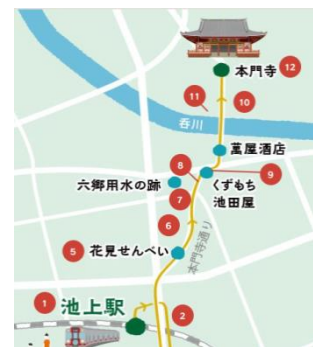 本門寺 12
11 10
呑川
萬屋酒店
8 9
六郷用水の跡
くずもち
池田屋
7
6
本門寺通り
5 花見せんべい
1
池上駅
2